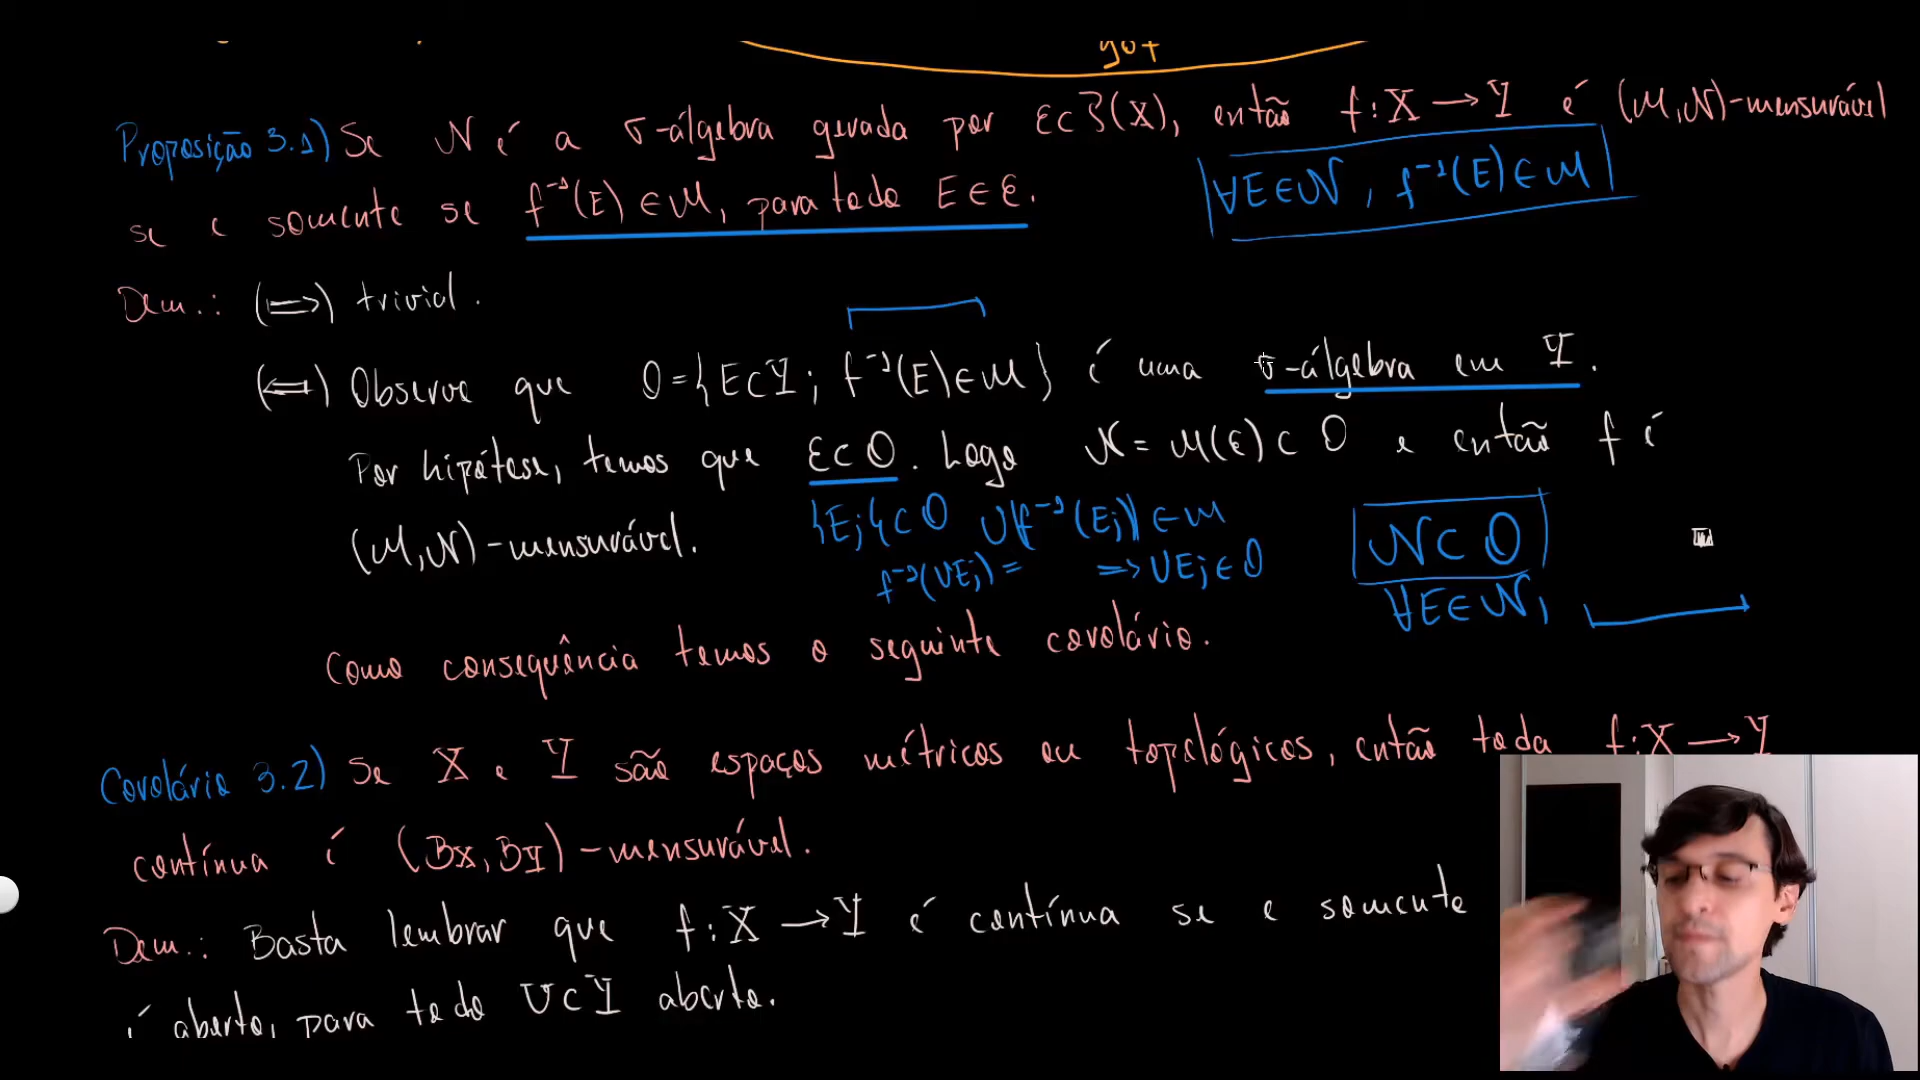 Proposição 3.1) Se N é a σ-álgebra gerada por ℰ⊂P(X), então f:X→Y é (M,N)-mensurável
∀E∈N, f⁻¹(E)∈M
se e somente se f⁻¹(E)∈M, para todo E∈ℰ.
Dem.: (⟹) trivial.
(⟸) Observe que O={E⊂Y; f⁻¹(E)∈M} é uma σ-álgebra em Y.
Por hipótese, temos que ℰ⊂O. Logo N=M(ℰ)⊂O e então f é
(M,N)-mensurável.
{Ej}⊂O ∪(f⁻¹(Ej))∈M
f⁻¹(∪Ej)= ⟹∪Ej∈O
N⊂O
∀E∈N,
Como consequência temos o seguinte corolário.
Corolário 3.2) Se X e Y são espaços métricos ou topológicos, então toda f:X→Y
contínua é (BX, BY)-mensurável.
Dem.: Basta lembrar que f:X→Y é contínua se e somente
é aberto, para todo U⊂Y aberto.